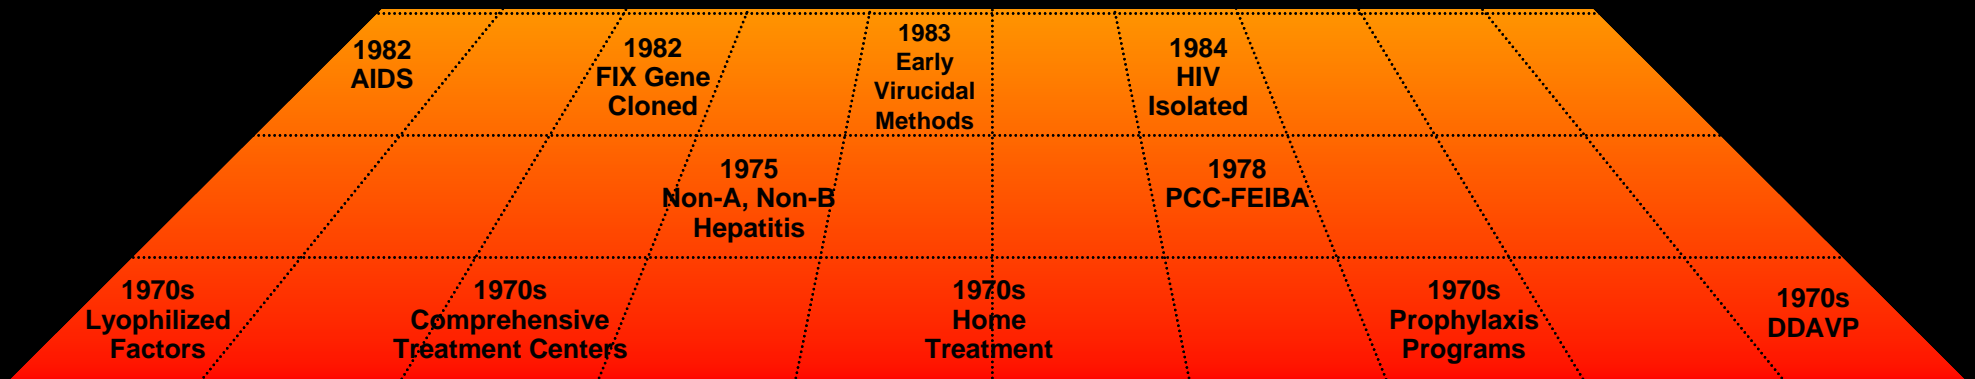 1982
AIDS
1982
FIX Gene
Cloned
1983
Early
Virucidal
Methods
1984
HIV
Isolated
1975
Non-A, Non-B
Hepatitis
1978
PCC-FEIBA
1970s
Lyophilized
Factors
1970s
Comprehensive
Treatment Centers
1970s
Home
Treatment
1970s
Prophylaxis
Programs
1970s
DDAVP